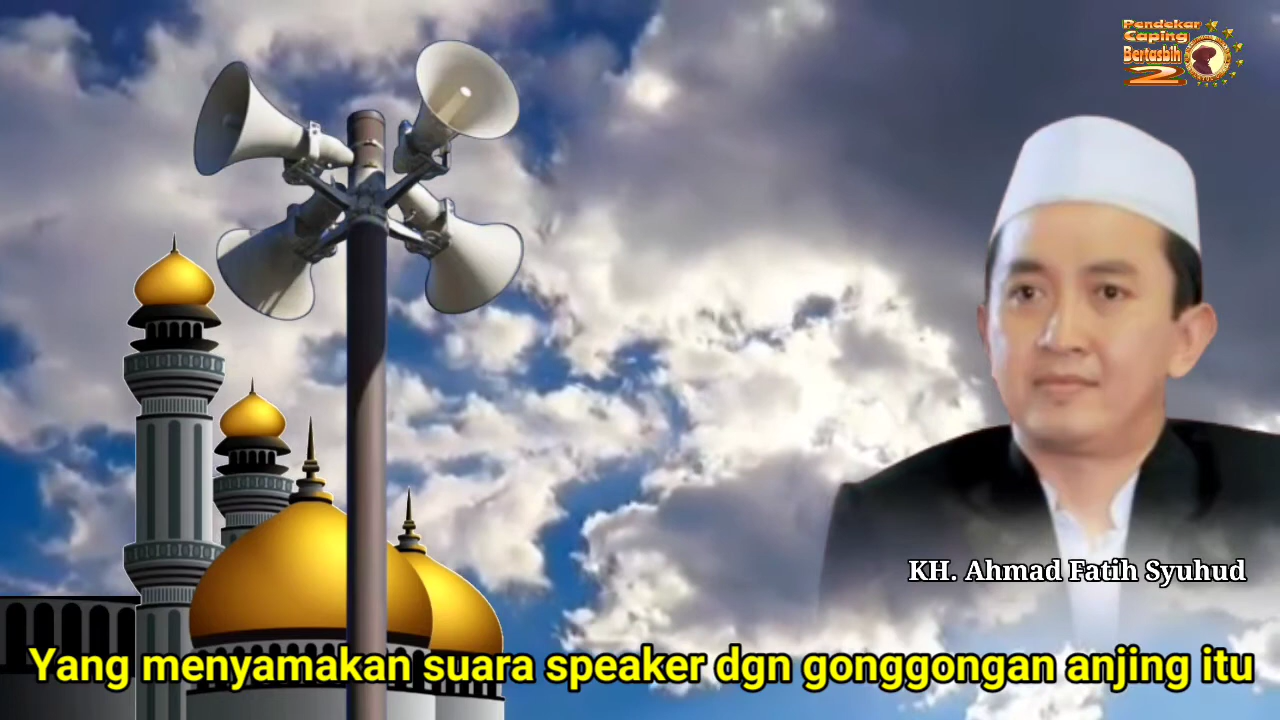 Pendekar
Caping
Bertasbih
2
KH. Ahmad Fatih Syuhud
Yang menyamakan suara speaker dgn gonggongan anjing itu